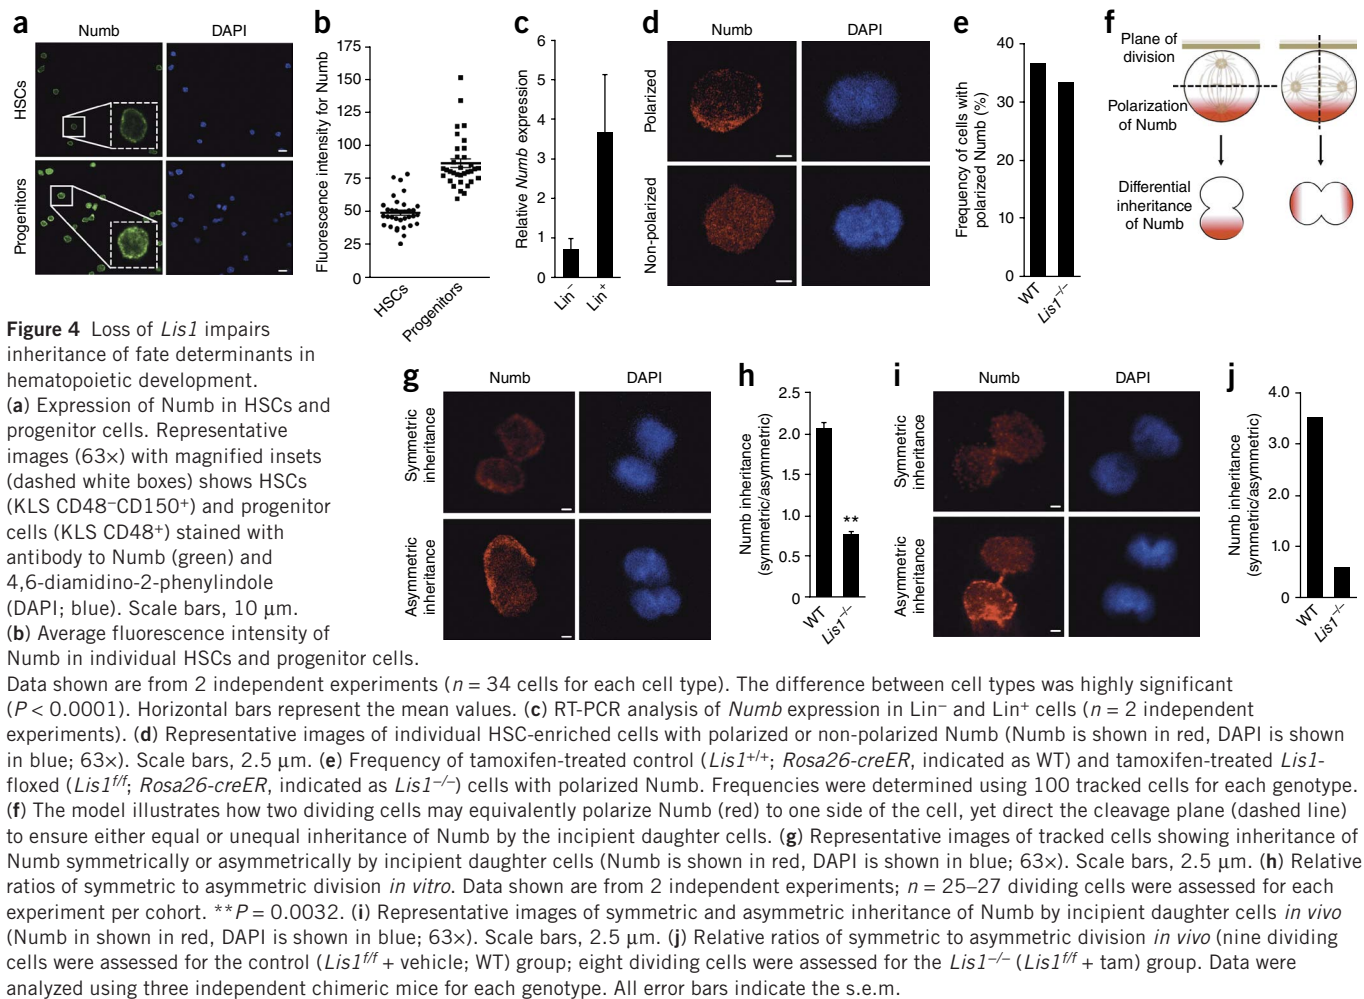 a
Numb
DAPI
HSCs
Progenitors
b
Fluorescence intensity for Numb
175
150
125
100
75
50
25
0
HSCs
Progenitors
c
Relative Numb expression
6
5
4
3
2
1
0
Lin–
Lin+
d
Numb
DAPI
Polarized
Non-polarized
e
Frequency of cells with
polarized Numb (%)
40
30
20
10
0
WT
Lis1–/–
f
Plane of
division
Polarization
of Numb
Differential
inheritance
of Numb
Figure 4 Loss of Lis1 impairs
inheritance of fate determinants in
hematopoietic development.
(a) Expression of Numb in HSCs and
progenitor cells. Representative
images (63×) with magnified insets
(dashed white boxes) shows HSCs
(KLS CD48–CD150+) and progenitor
cells (KLS CD48+) stained with
antibody to Numb (green) and
4,6-diamidino-2-phenylindole
(DAPI; blue). Scale bars, 10 μm.
(b) Average fluorescence intensity of
Numb in individual HSCs and progenitor cells.
g
Numb
DAPI
Symmetric
inheritance
Asymmetric
inheritance
h
Numb inheritance
(symmetric/asymmetric)
2.5
2.0
1.5
1.0
0.5
0
**
WT
Lis1–/–
i
Numb
DAPI
Symmetric
inheritance
Asymmetric
inheritance
j
Numb inheritance
(symmetric/asymmetric)
4.0
3.0
2.0
1.0
0
WT
Lis1–/–
Data shown are from 2 independent experiments (n = 34 cells for each cell type). The difference between cell types was highly significant
(P < 0.0001). Horizontal bars represent the mean values. (c) RT-PCR analysis of Numb expression in Lin– and Lin+ cells (n = 2 independent
experiments). (d) Representative images of individual HSC-enriched cells with polarized or non-polarized Numb (Numb is shown in red, DAPI is shown
in blue; 63×). Scale bars, 2.5 μm. (e) Frequency of tamoxifen-treated control (Lis1+/+; Rosa26-creER, indicated as WT) and tamoxifen-treated Lis1-
floxed (Lis1f/f; Rosa26-creER, indicated as Lis1–/–) cells with polarized Numb. Frequencies were determined using 100 tracked cells for each genotype.
(f) The model illustrates how two dividing cells may equivalently polarize Numb (red) to one side of the cell, yet direct the cleavage plane (dashed line)
to ensure either equal or unequal inheritance of Numb by the incipient daughter cells. (g) Representative images of tracked cells showing inheritance of
Numb symmetrically or asymmetrically by incipient daughter cells (Numb is shown in red, DAPI is shown in blue; 63×). Scale bars, 2.5 μm. (h) Relative
ratios of symmetric to asymmetric division in vitro. Data shown are from 2 independent experiments; n = 25–27 dividing cells were assessed for each
experiment per cohort. **P = 0.0032. (i) Representative images of symmetric and asymmetric inheritance of Numb by incipient daughter cells in vivo
(Numb in shown in red, DAPI is shown in blue; 63×). Scale bars, 2.5 μm. (j) Relative ratios of symmetric to asymmetric division in vivo (nine dividing
cells were assessed for the control (Lis1f/f + vehicle; WT) group; eight dividing cells were assessed for the Lis1–/– (Lis1f/f + tam) group. Data were
analyzed using three independent chimeric mice for each genotype. All error bars indicate the s.e.m.